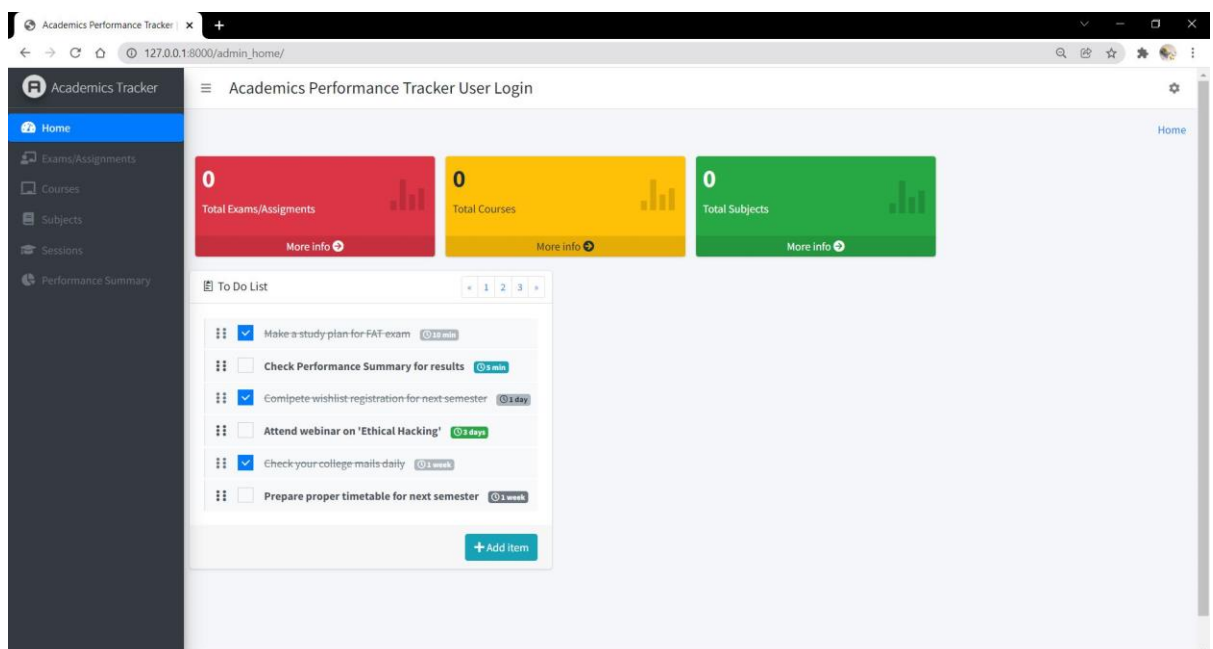 Academics Performance Tracker |
127.0.0.1:8000/admin_home/
Academics Tracker
Academics Performance Tracker User Login
Home
Home
Exams/Assignments
Courses
Subjects
Sessions
Performance Summary
0
Total Exams/Assigments
More info
0
Total Courses
More info
0
Total Subjects
More info
To Do List
« 1 2 3 »
Make a study plan for FAT exam 10 min
Check Performance Summary for results 5 min
Comlpete wishlist registration for next semester 1 day
Attend webinar on 'Ethical Hacking' 3 days
Check your college mails daily 1 week
Prepare proper timetable for next semester 1 week
+ Add item